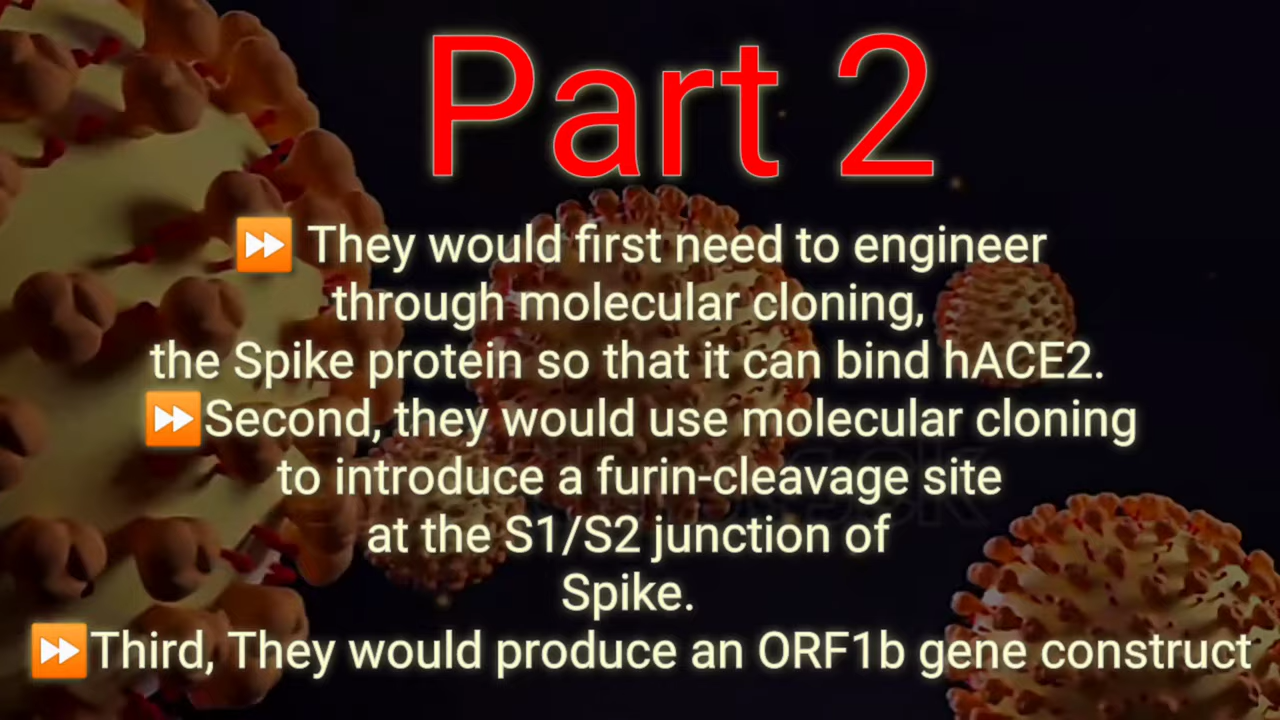 Part 2
⏩ They would first need to engineer
through molecular cloning,
the Spike protein so that it can bind hACE2.
⏩Second, they would use molecular cloning
to introduce a furin-cleavage site
at the S1/S2 junction of
Spike.
⏩Third, They would produce an ORF1b gene construct